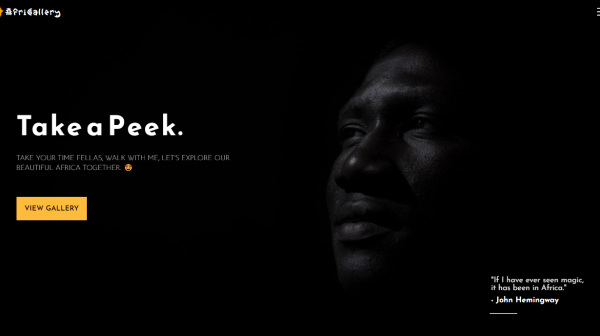 AfriGallery
Take a Peek.
TAKE YOUR TIME FELLAS, WALK WITH ME, LET'S EXPLORE OUR
BEAUTIFUL AFRICA TOGETHER. 🤩
VIEW GALLERY
"If I have ever seen magic,
it has been in Africa."
- John Hemingway